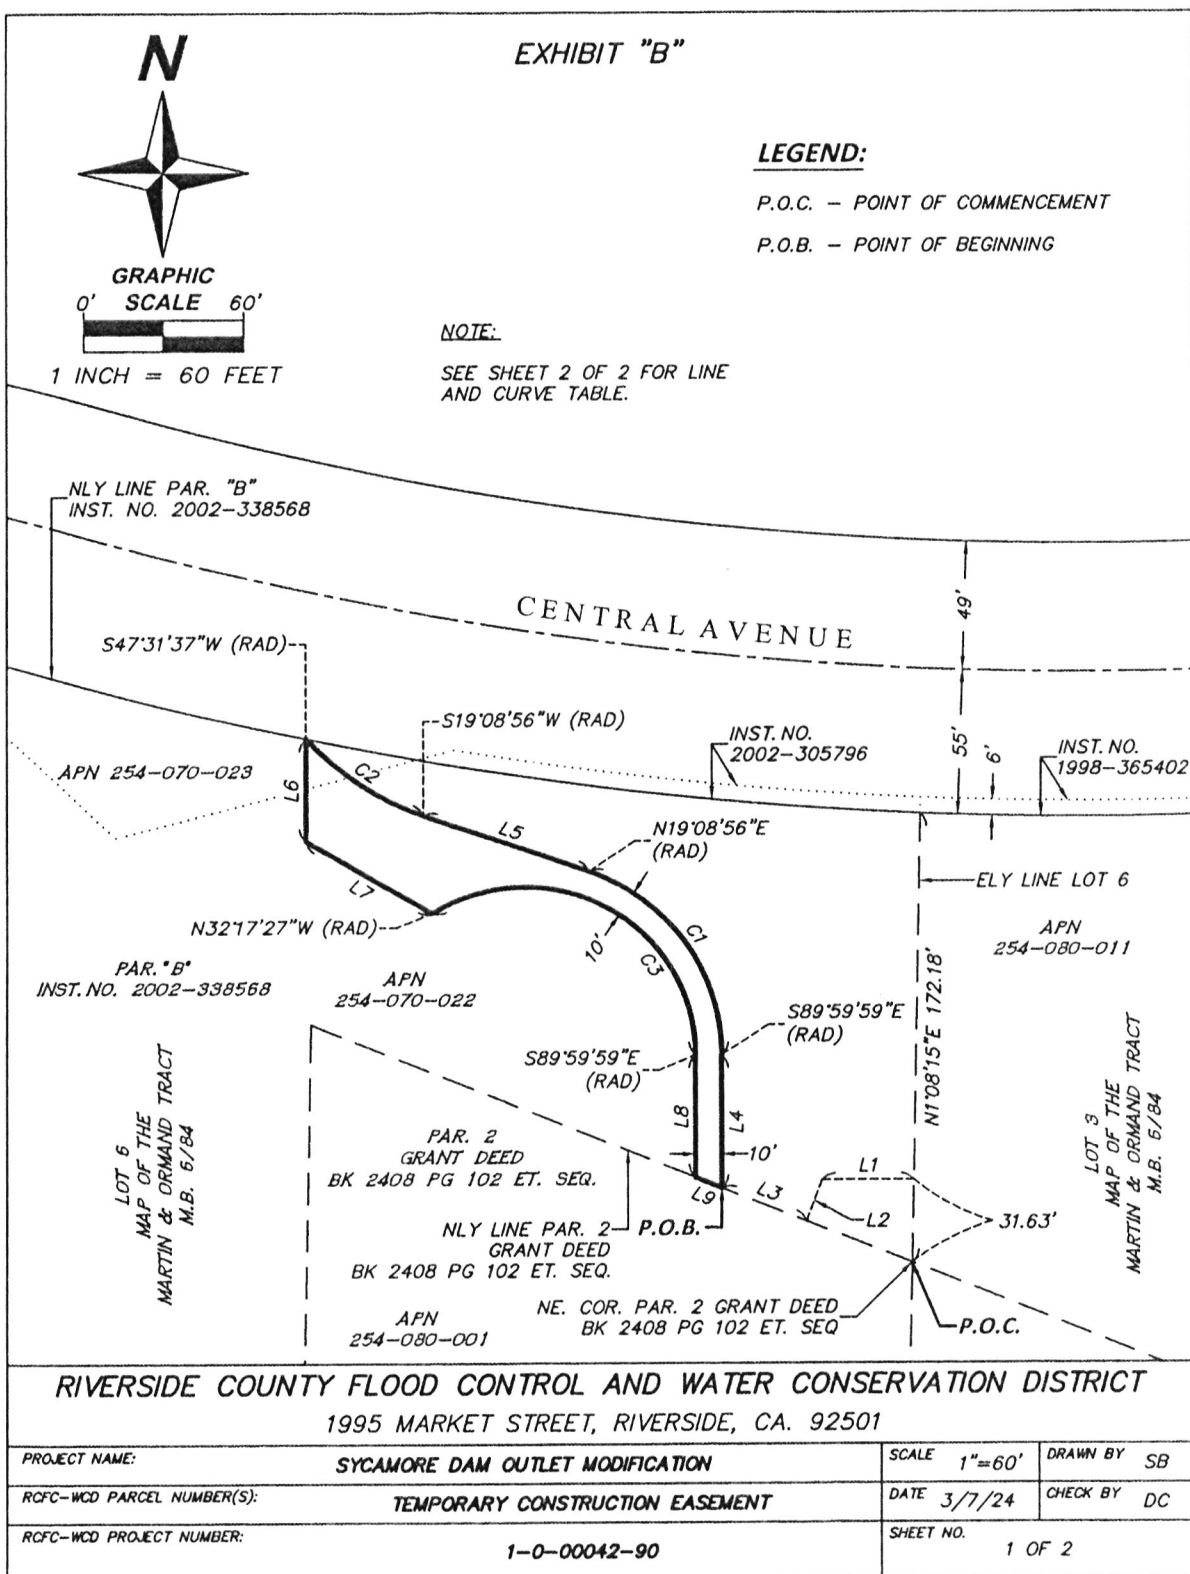 EXHIBIT "B"
N
GRAPHIC
SCALE
0' 60'
1 INCH = 60 FEET
LEGEND:
P.O.C. – POINT OF COMMENCEMENT
P.O.B. – POINT OF BEGINNING
NOTE:
SEE SHEET 2 OF 2 FOR LINE
AND CURVE TABLE.
NLY LINE PAR. "B"
INST. NO. 2002–338568
CENTRAL AVENUE
49'
55'
6'
S47°31'37"W (RAD)
S19°08'56"W (RAD)
INST. NO.
2002–305796
INST. NO.
1998–365402
APN 254–070–023
L6
C2
L5
N19°08'56"E
(RAD)
ELY LINE LOT 6
L7
N32°17'27"W (RAD)
10'
C3
C1
APN
254–080–011
PAR. "B"
INST. NO. 2002–338568
APN
254–070–022
N1°08'15"E 172.18'
S89°59'59"E
(RAD)
S89°59'59"E
(RAD)
LOT 6
MAP OF THE
MARTIN & ORMAND TRACT
M.B. 6/84
LOT 3
MAP OF THE
MARTIN & ORMAND TRACT
M.B. 6/84
L8
L4
PAR. 2
GRANT DEED
BK 2408 PG 102 ET. SEQ.
10'
L1
L9
L3
L2
31.63'
NLY LINE PAR. 2
GRANT DEED
BK 2408 PG 102 ET. SEQ.
P.O.B.
NE. COR. PAR. 2 GRANT DEED
BK 2408 PG 102 ET. SEQ
P.O.C.
APN
254–080–001
RIVERSIDE COUNTY FLOOD CONTROL AND WATER CONSERVATION DISTRICT
1995 MARKET STREET, RIVERSIDE, CA. 92501
PROJECT NAME: SYCAMORE DAM OUTLET MODIFICATION
SCALE 1"=60'
DRAWN BY SB
RCFC–WCD PARCEL NUMBER(S): TEMPORARY CONSTRUCTION EASEMENT
DATE 3/7/24
CHECK BY DC
RCFC–WCD PROJECT NUMBER: 1–0–00042–90
SHEET NO. 1 OF 2